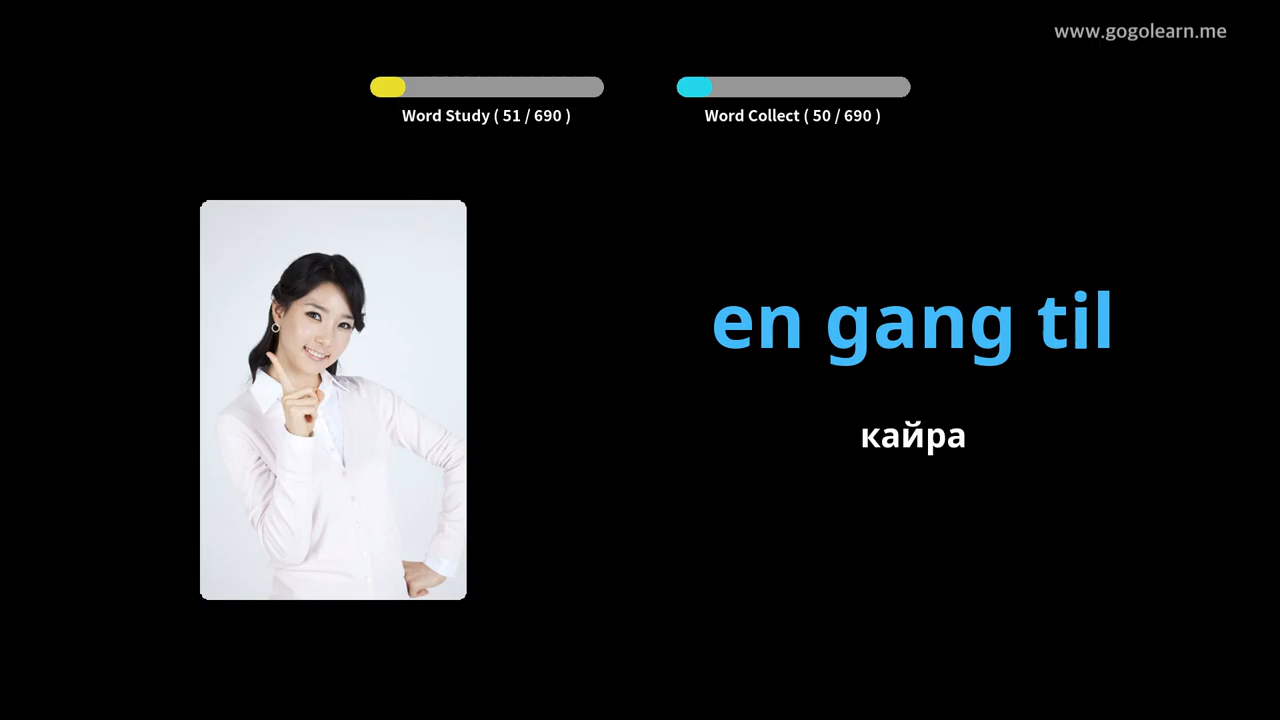 www.gogolearn.me
Word Study ( 51 / 690 )
Word Collect ( 50 / 690 )
en gang til
кайра